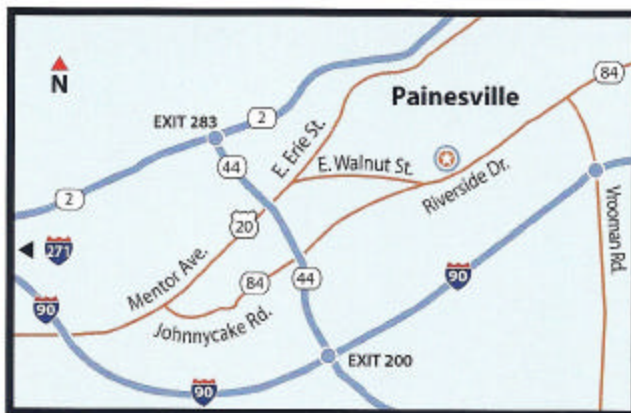 84
Painesville
N
EXIT 283
2
E. Erie St.
44
E. Walnut St.
Riverside Dr.
2
Vrooman Rd.
20
271
Mentor Ave.
90
84
44
90
Johnnycake Rd.
EXIT 200
90